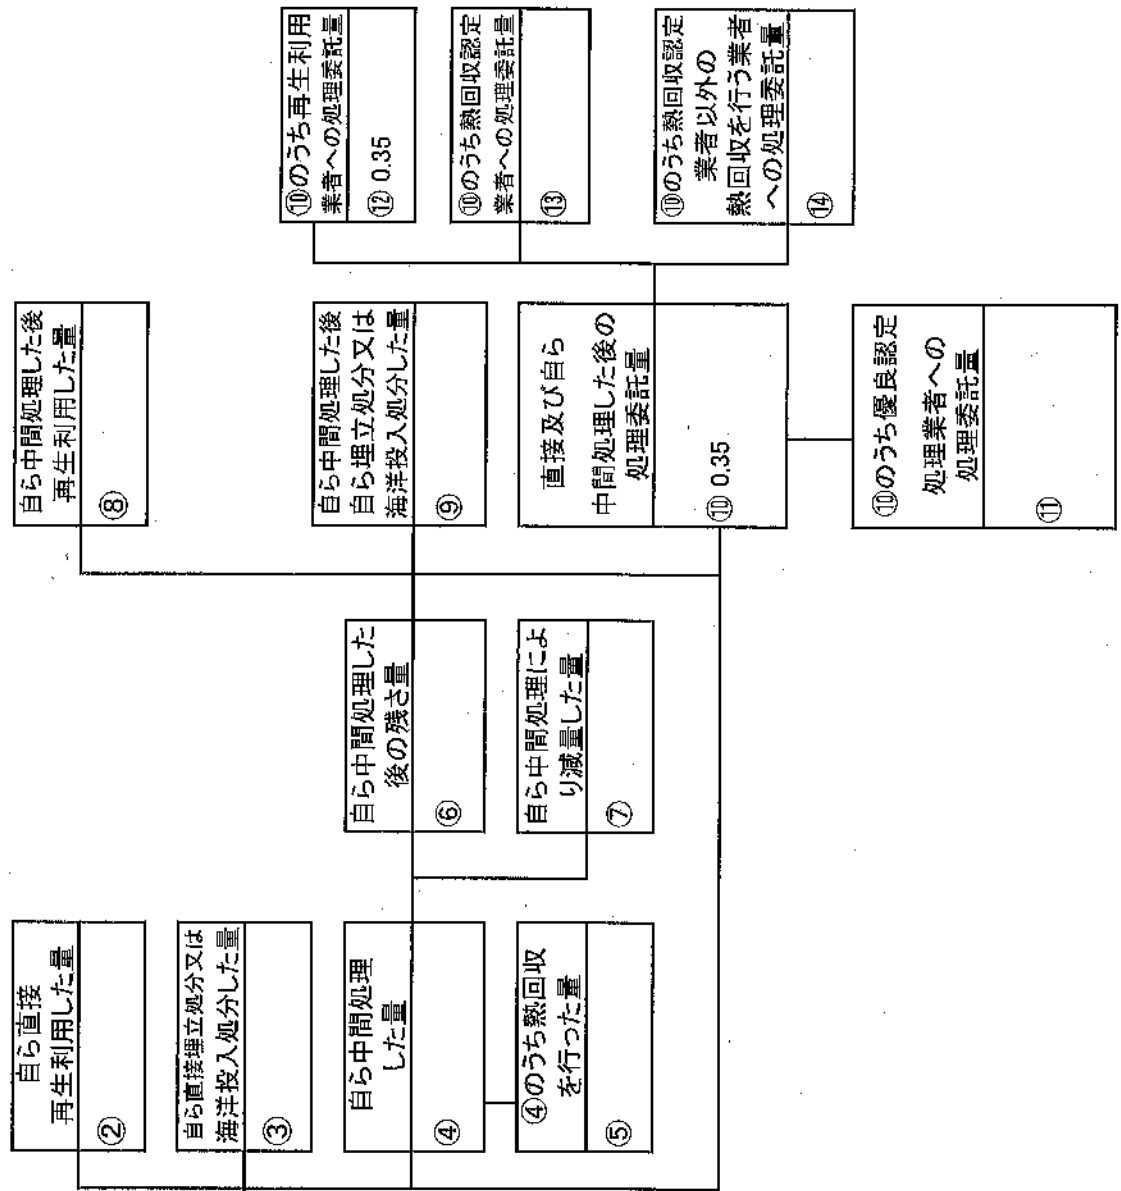 自ら直接
再生利用した量
②
自ら直接埋立処分又は
海洋投入処分した量
③
自ら中間処理
した量
④
④のうち熱回収
を行った量
⑤
自ら中間処理した
後の残さ量
⑥
自ら中間処理によ
り減量した量
⑦
自ら中間処理した後
再生利用した量
⑧
自ら中間処理した後
自ら埋立処分又は
海洋投入処分した量
⑨
直接及び自ら
中間処理した後の
処理委託量
⑩ 0.35
⑩のうち優良認定
処理業者への
処理委託量
⑪
⑩のうち再生利用
業者への処理委託量
⑫ 0.35
⑩のうち熱回収認定
業者への処理委託量
⑬
⑩のうち熱回収認定
業者以外の
熱回収を行う業者
への処理委託量
⑭